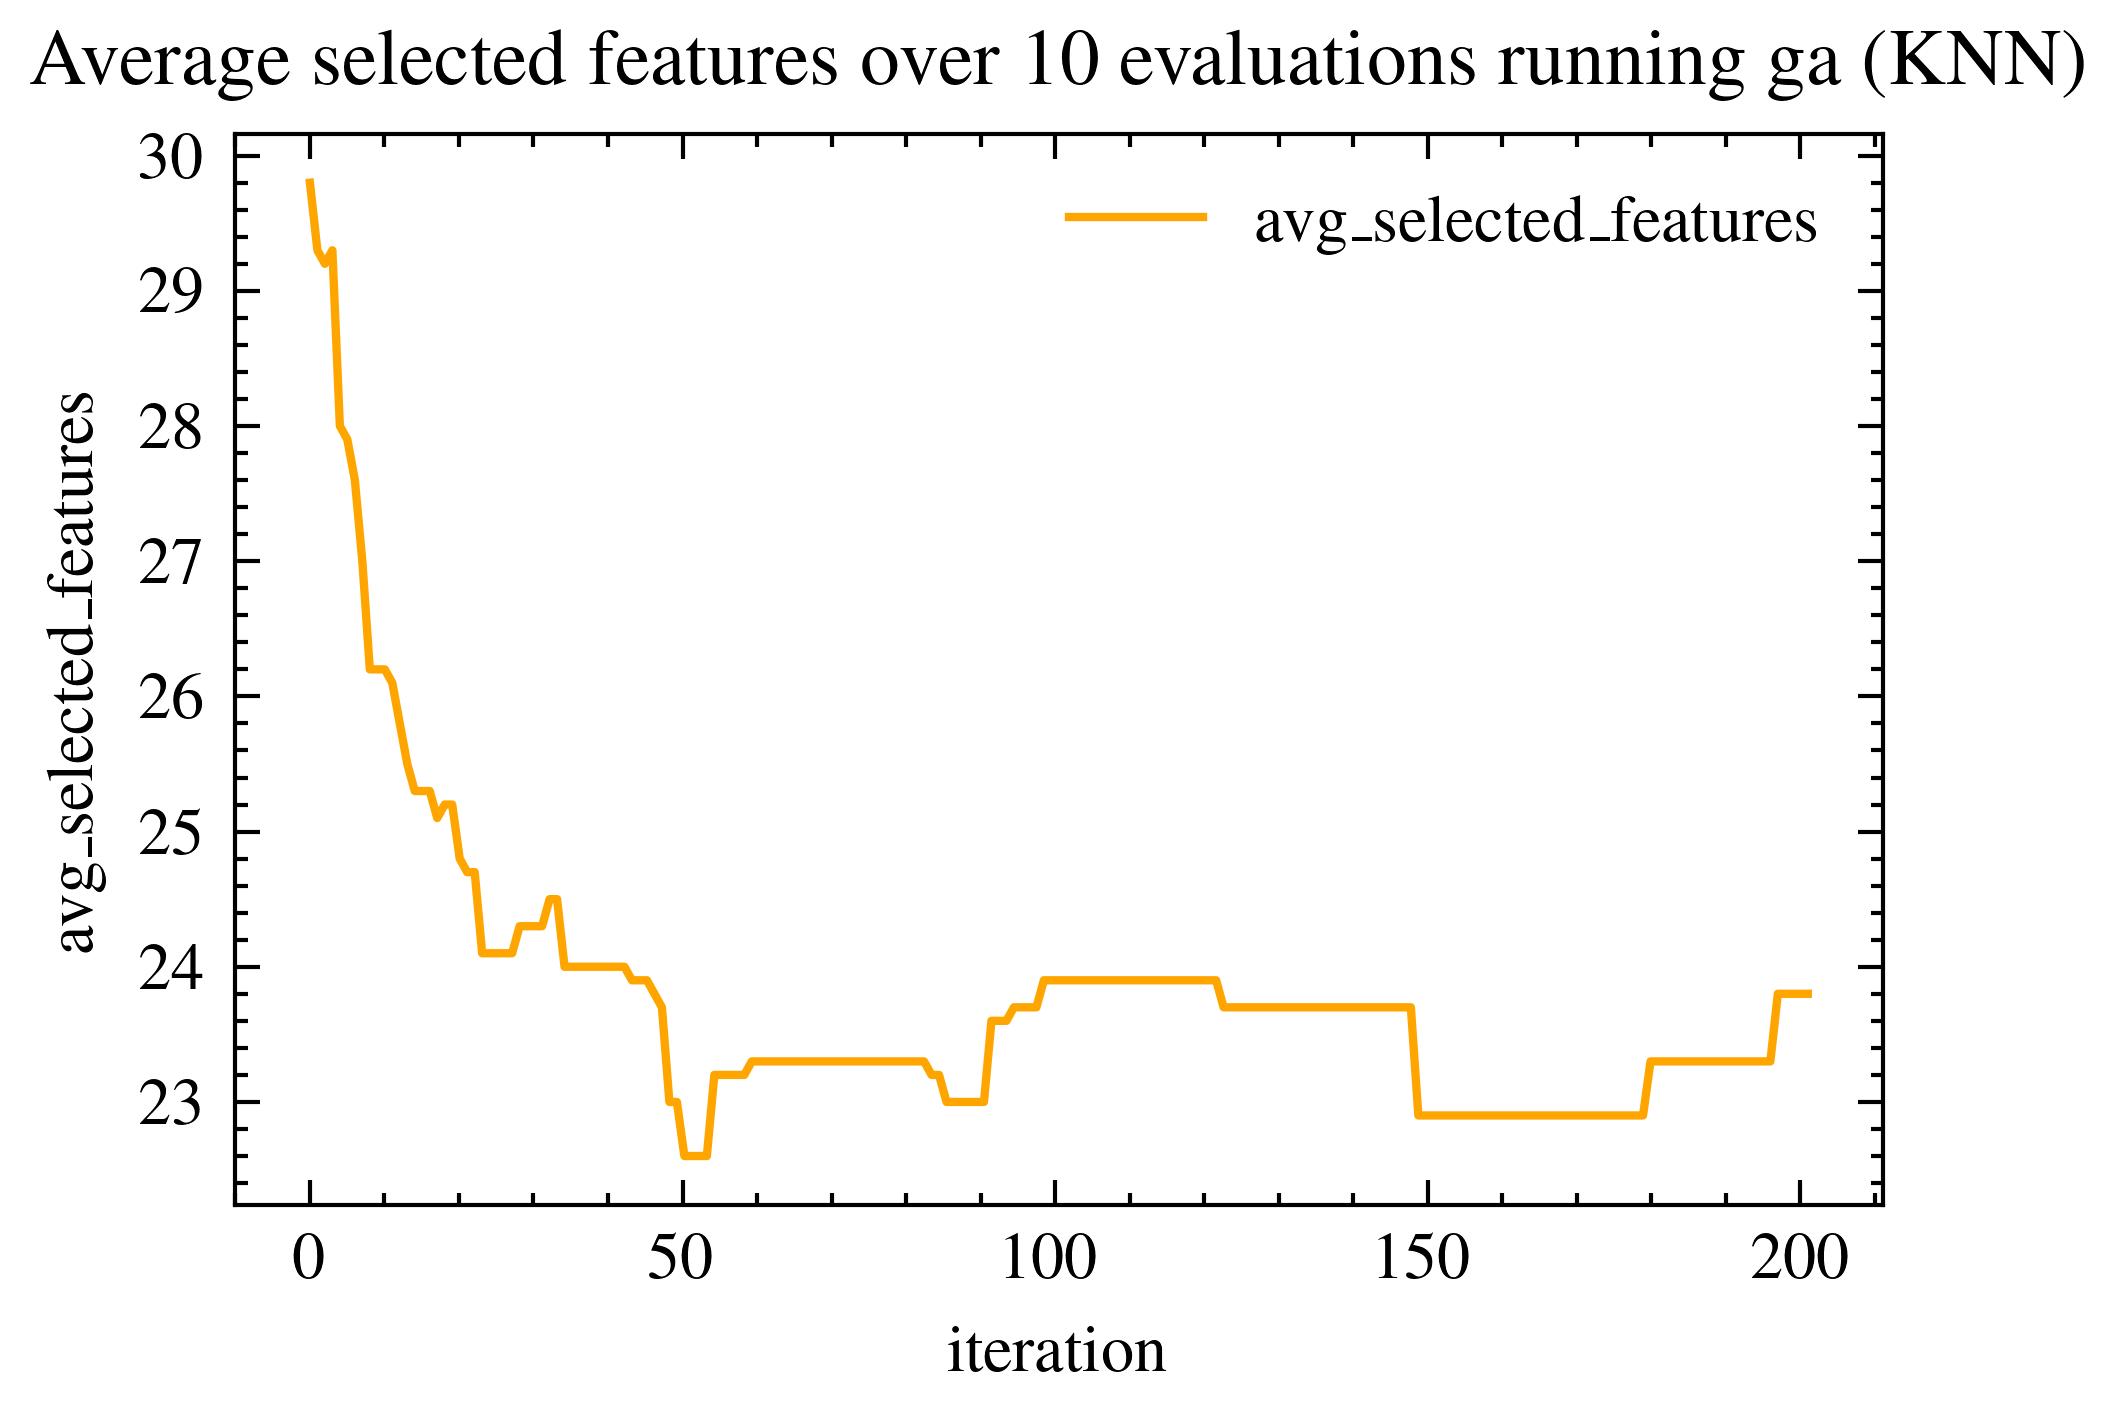 Average selected features over 10 evaluations running ga (KNN)
30
29
28
27
26
25
24
23
avg_selected_features
avg_selected_features
0 50 100 150 200
iteration